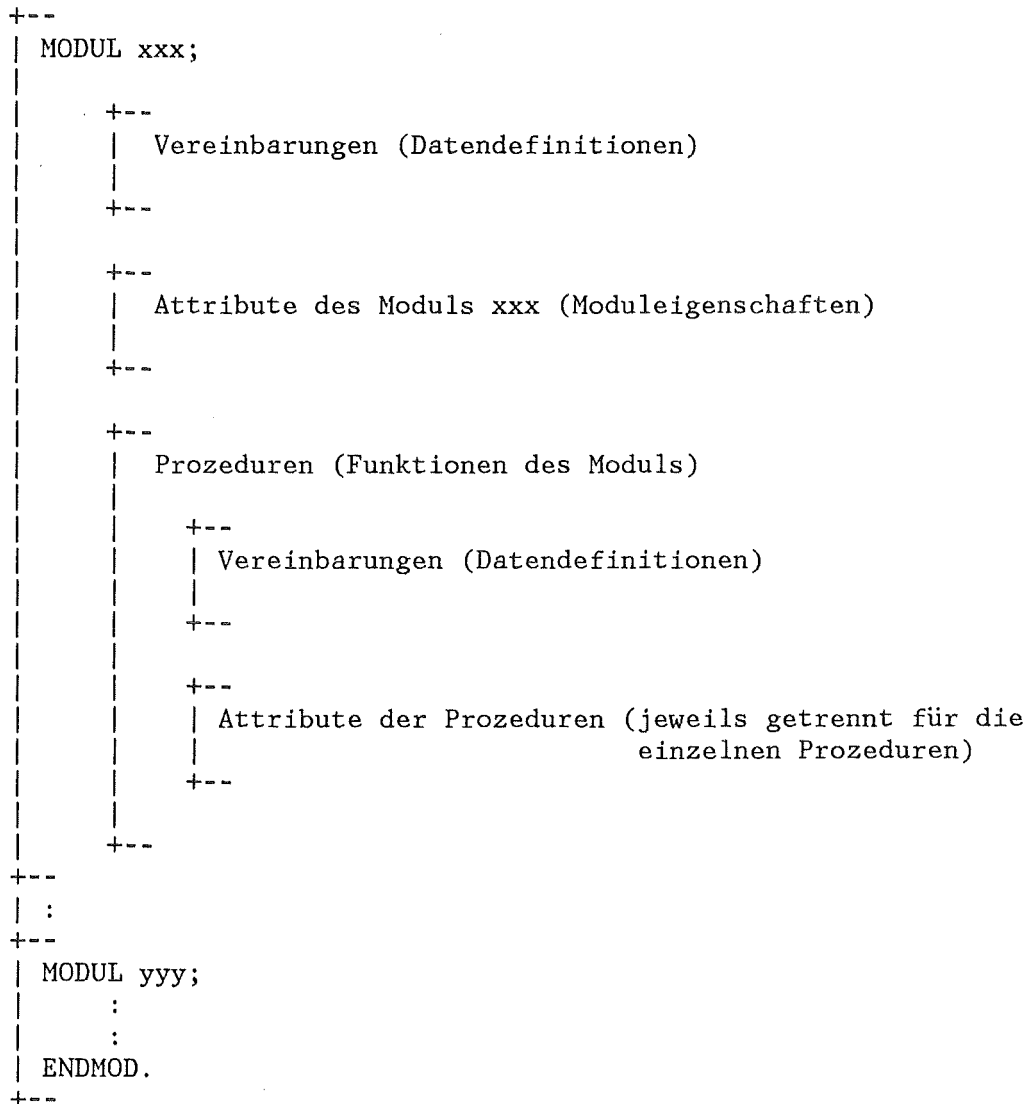 +--
| MODUL xxx;
|
|      +--
|      |  Vereinbarungen (Datendefinitionen)
|      |
|      +--
|
|      +--
|      |  Attribute des Moduls xxx (Moduleigenschaften)
|      |
|      +--
|
|      +--
|      |  Prozeduren (Funktionen des Moduls)
|      |
|      |    +--
|      |    | Vereinbarungen (Datendefinitionen)
|      |    |
|      |    +--
|      |
|      |    +--
|      |    | Attribute der Prozeduren (jeweils getrennt für die
|      |    |                           einzelnen Prozeduren)
|      |    +--
|      |
|      +--
+--
| :
+--
| MODUL yyy;
|      :
|      :
| ENDMOD.
+--